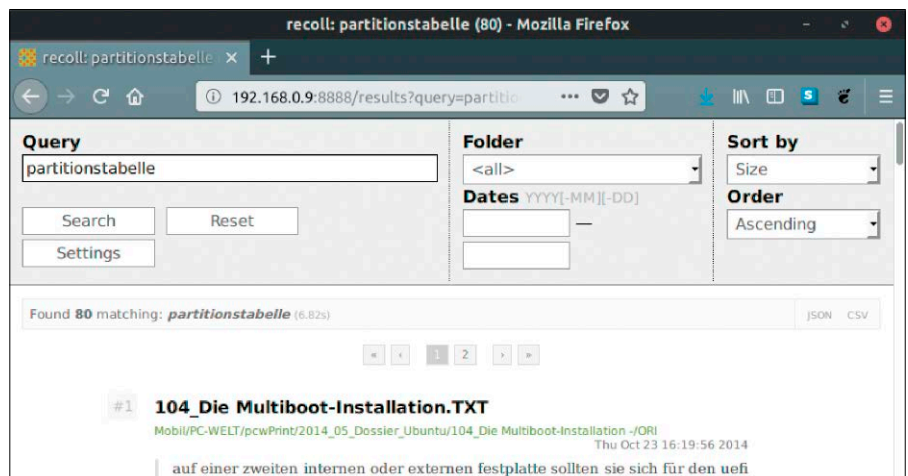 recoll: partitionstabelle (80) - Mozilla Firefox
recoll: partitionstabelle
192.168.0.9:8888/results?query=partitio
Query
partitionstabelle
Search Reset
Settings
Folder
<all>
Dates YYYY[-MM][-DD]
—
Sort by
Size
Order
Ascending
Found 80 matching: partitionstabelle (6.82s) JSON CSV
« ‹ 1 2 › »
#1 104_Die Multiboot-Installation.TXT
Mobil/PC-WELT/pcwPrint/2014_05_Dossier_Ubuntu/104_Die Multiboot-Installation -/ORI
Thu Oct 23 16:19:56 2014
auf einer zweiten internen oder externen festplatte sollten sie sich für den uefi